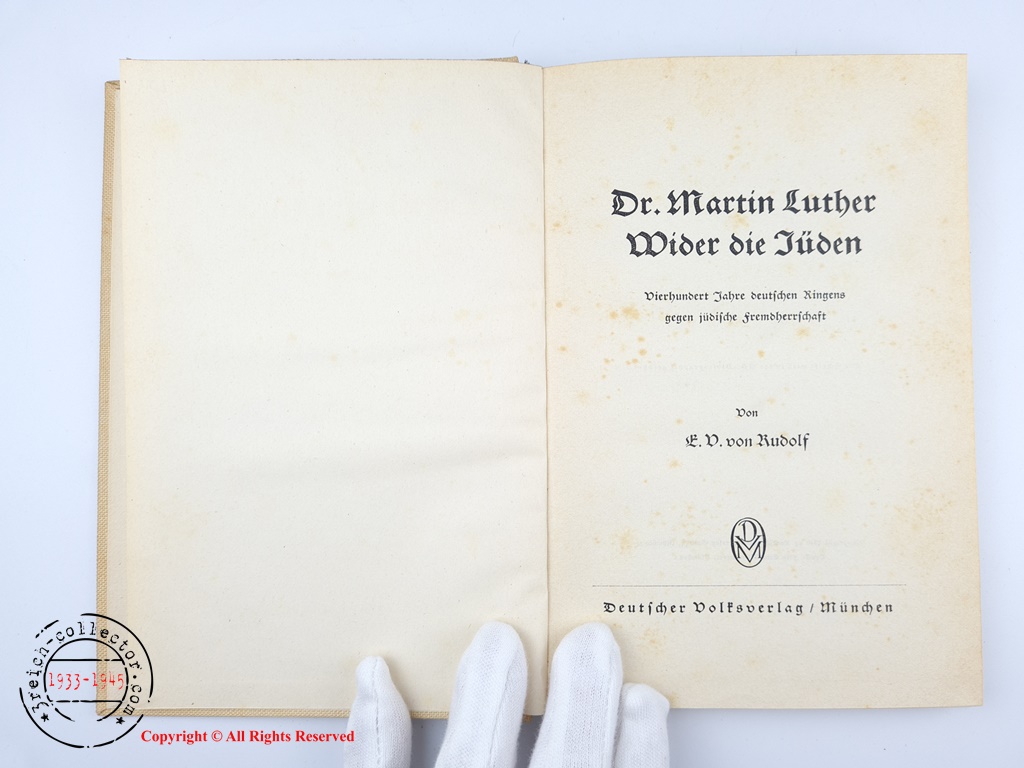 Dr. Martin Luther
Wider die Jüden
Vierhundert Jahre deutschen Ringens
gegen jüdische Fremdherrschaft
Von
E. V. von Rudolf
DVM
Deutscher Volksverlag / München
3reich-collector.com
1933-1945
Copyright © All Rights Reserved